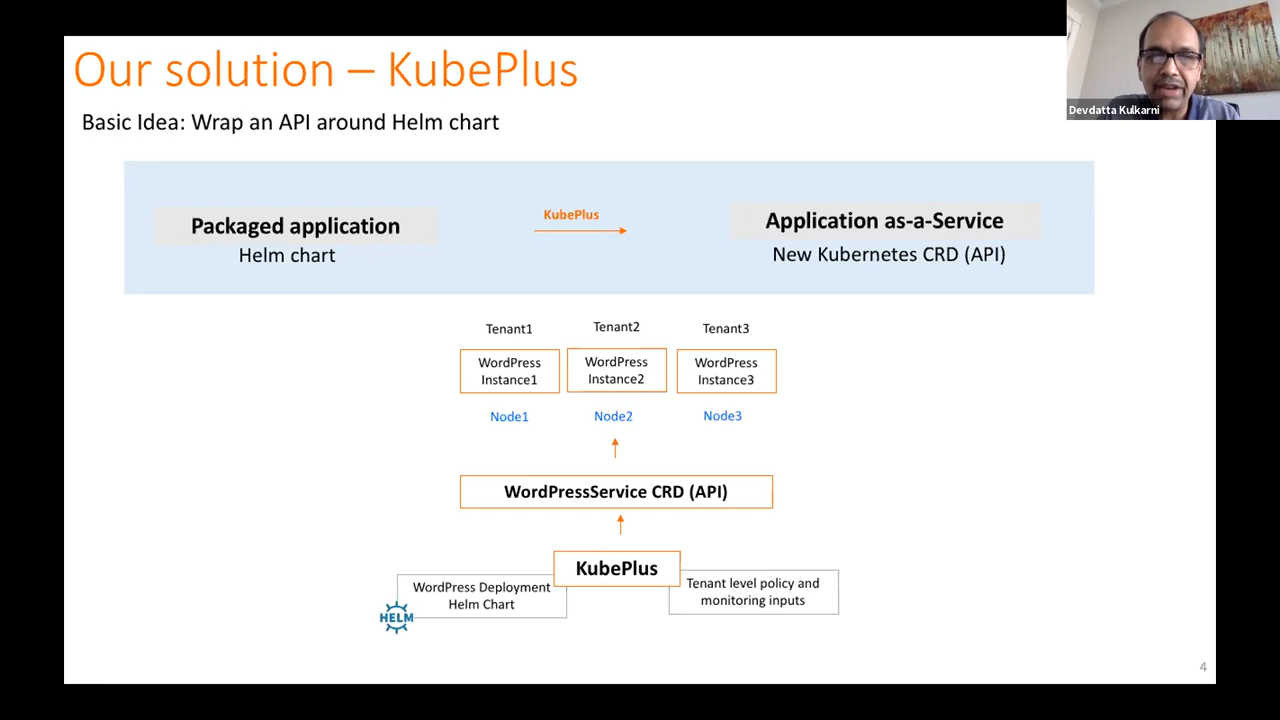 Our solution – KubePlus
Devdatta Kulkarni
Basic Idea: Wrap an API around Helm chart
KubePlus
Packaged application
Helm chart
Application as-a-Service
New Kubernetes CRD (API)
Tenant1
Tenant2
Tenant3
WordPress
Instance1
WordPress
Instance2
WordPress
Instance3
Node1
Node2
Node3
WordPressService CRD (API)
KubePlus
WordPress Deployment
Helm Chart
HELM
Tenant level policy and
monitoring inputs
4